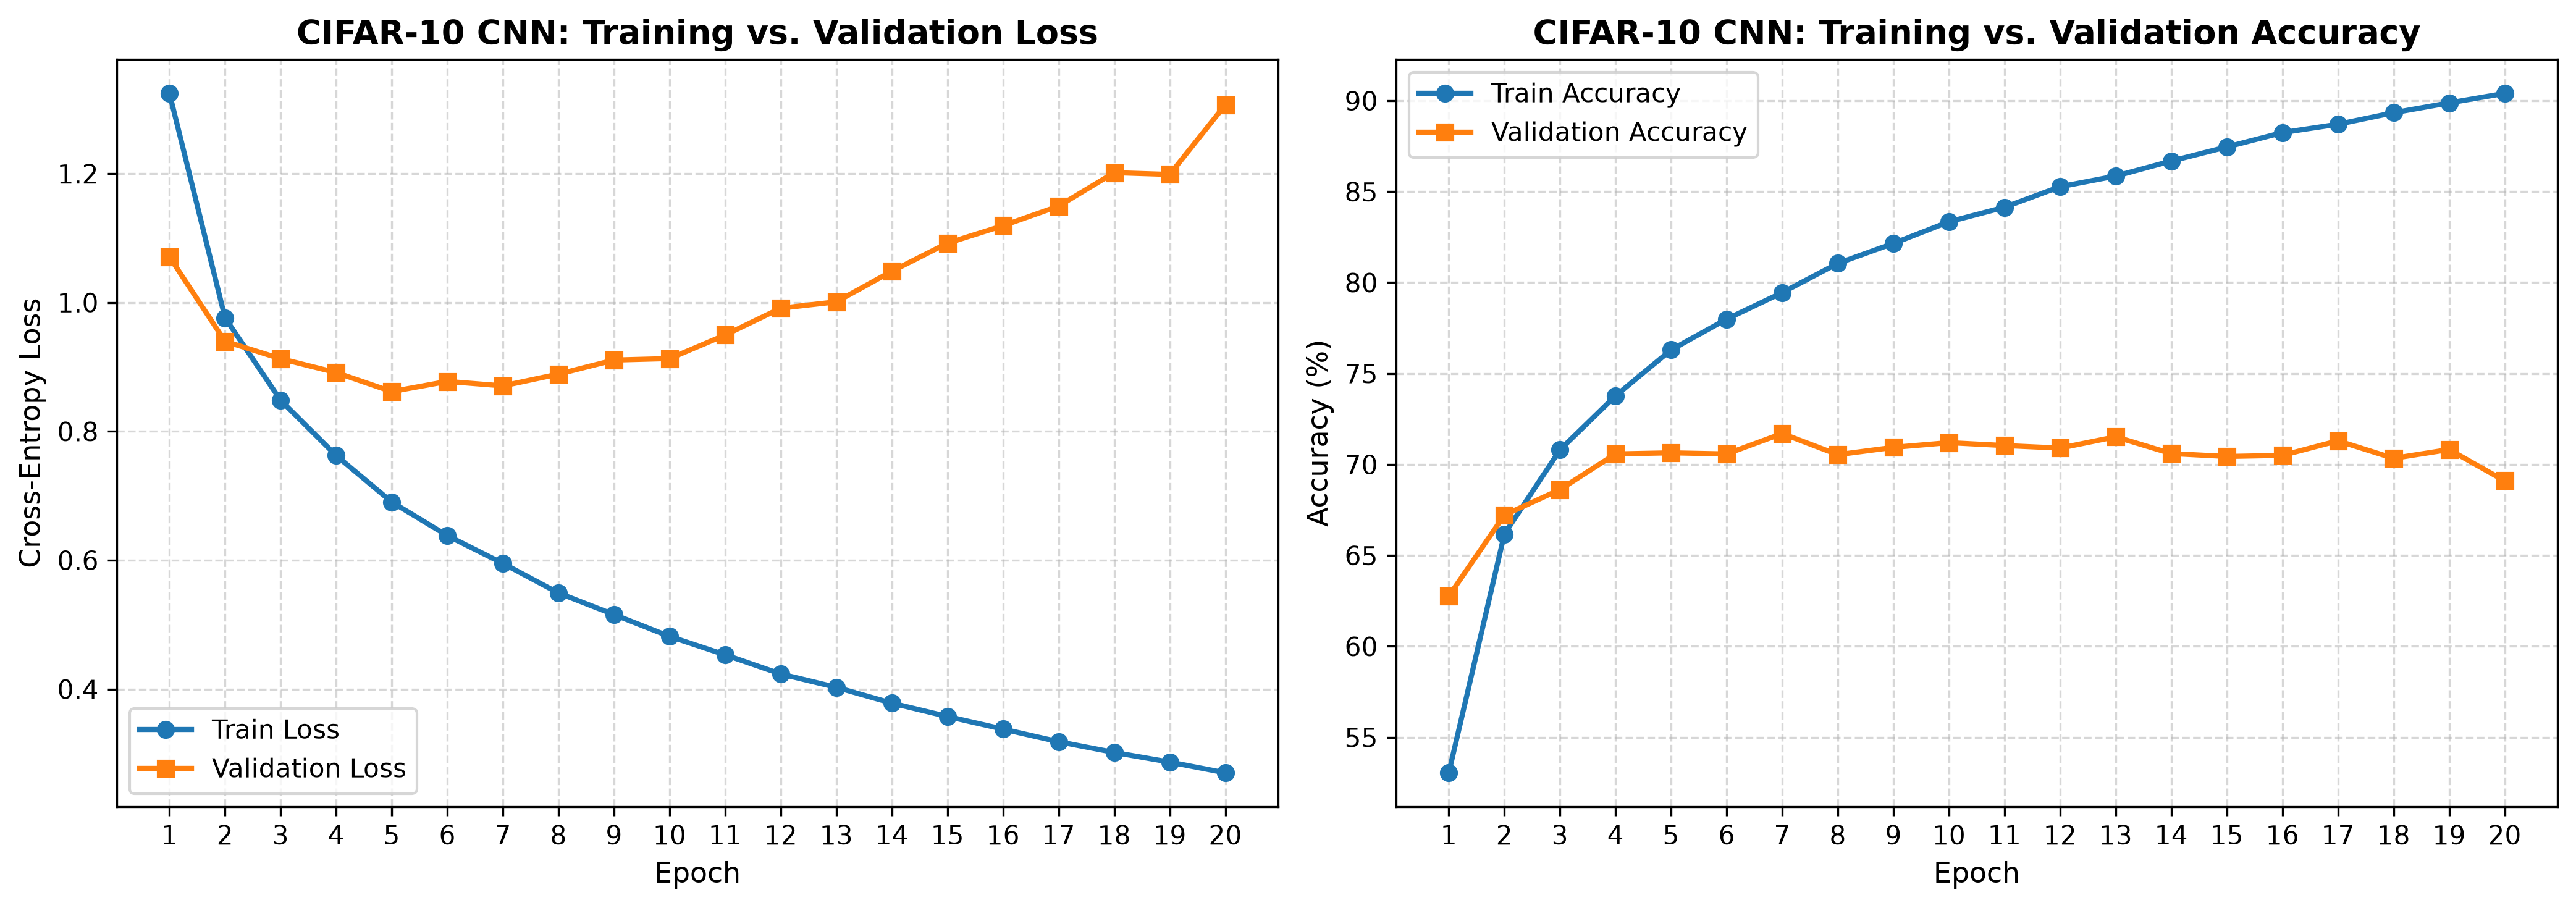 CIFAR-10 CNN: Training vs. Validation Loss
Cross-Entropy Loss
1.2
1.0
0.8
0.6
0.4
Train Loss
Validation Loss
1 2 3 4 5 6 7 8 9 10 11 12 13 14 15 16 17 18 19 20
Epoch
CIFAR-10 CNN: Training vs. Validation Accuracy
Accuracy (%)
Train Accuracy
Validation Accuracy
90
85
80
75
70
65
60
55
1 2 3 4 5 6 7 8 9 10 11 12 13 14 15 16 17 18 19 20
Epoch